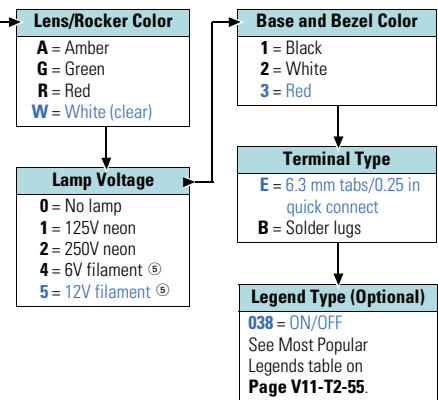 Lens/Rocker Color
A = Amber
G = Green
R = Red
W = White (clear)
Lamp Voltage
0 = No lamp
1 = 125V neon
2 = 250V neon
4 = 6V filament ⑤
5 = 12V filament ⑤
Base and Bezel Color
1 = Black
2 = White
3 = Red
Terminal Type
E = 6.3 mm tabs/0.25 in
quick connect
B = Solder lugs
Legend Type (Optional)
038 = ON/OFF
See Most Popular
Legends table on
Page V11-T2-55.